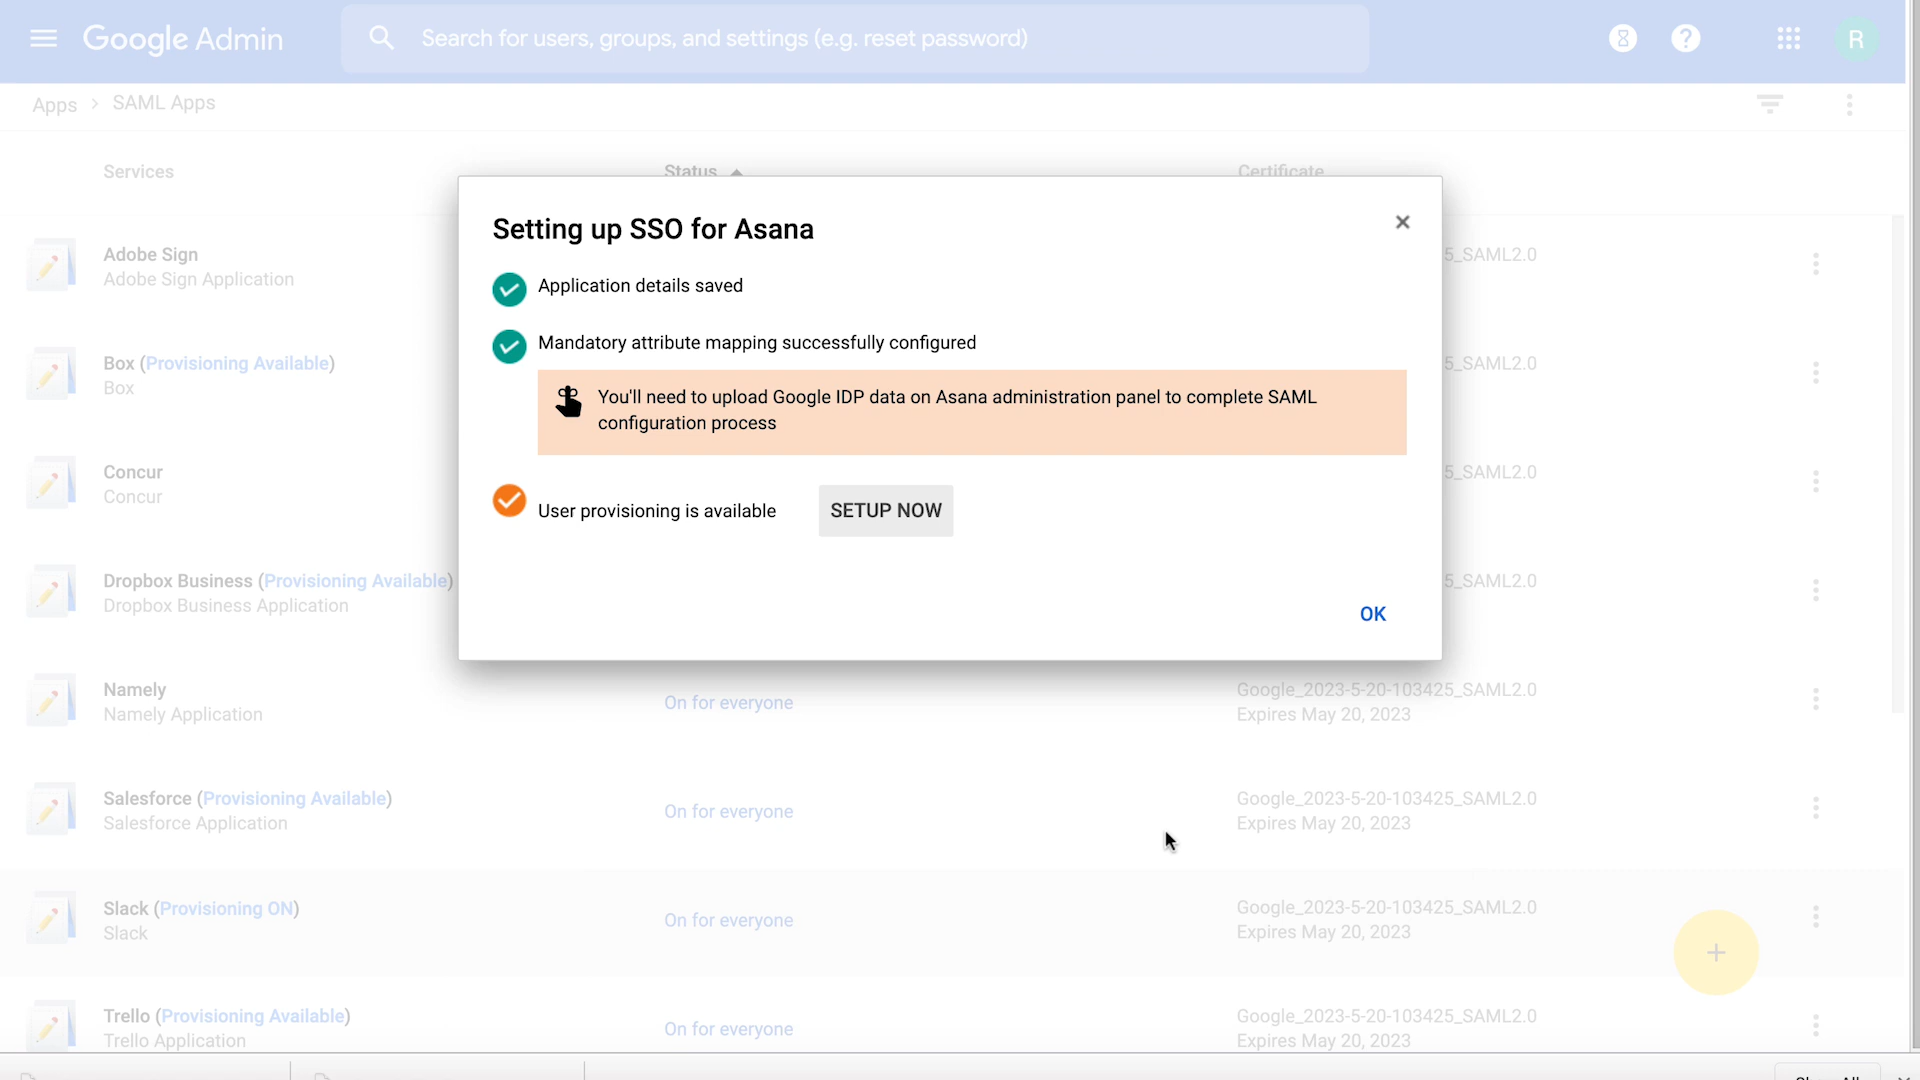 Google Admin
Search for users, groups, and settings (e.g. reset password)
R
Apps > SAML Apps
Services
Status
Certificate
Setting up SSO for Asana
Application details saved
Mandatory attribute mapping successfully configured
You'll need to upload Google IDP data on Asana administration panel to complete SAML
configuration process
User provisioning is available
SETUP NOW
OK
Adobe Sign
Adobe Sign Application
5_SAML2.0
Box (Provisioning Available)
Box
5_SAML2.0
Concur
Concur
5_SAML2.0
Dropbox Business (Provisioning Available)
Dropbox Business Application
5_SAML2.0
Namely
Namely Application
On for everyone
Google_2023-5-20-103425_SAML2.0
Expires May 20, 2023
Salesforce (Provisioning Available)
Salesforce Application
On for everyone
Google_2023-5-20-103425_SAML2.0
Expires May 20, 2023
Slack (Provisioning ON)
Slack
On for everyone
Google_2023-5-20-103425_SAML2.0
Expires May 20, 2023
Trello (Provisioning Available)
Trello Application
On for everyone
Google_2023-5-20-103425_SAML2.0
Expires May 20, 2023